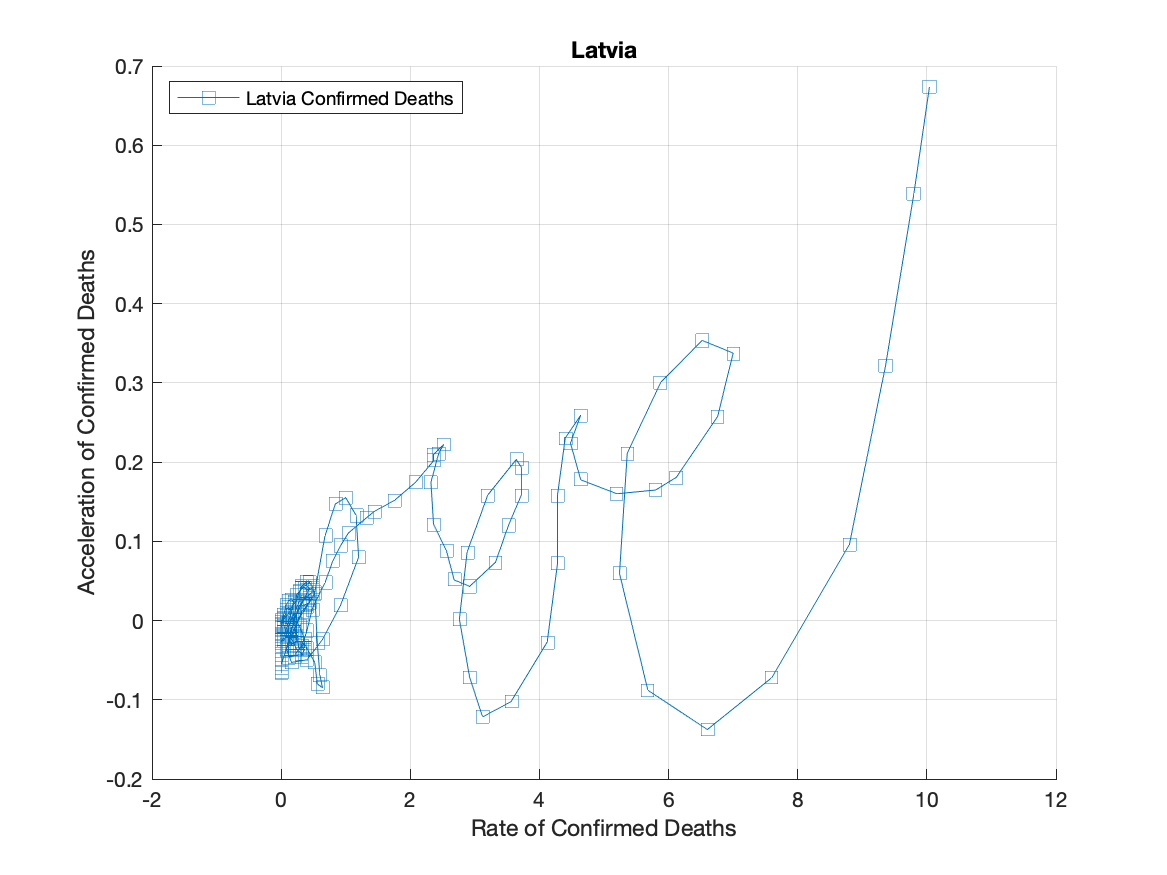 Latvia
Latvia Confirmed Deaths
0.7
0.6
0.5
0.4
0.3
0.2
0.1
0
-0.1
-0.2
Acceleration of Confirmed Deaths
-2 0 2 4 6 8 10 12
Rate of Confirmed Deaths